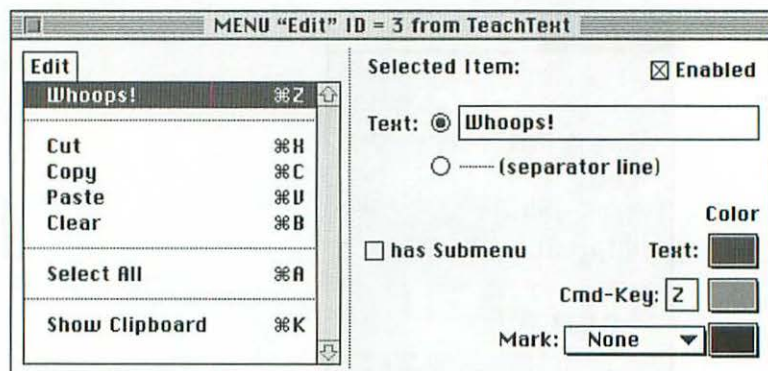 MENU “Edit” ID = 3 from TeachText
Edit
Whoops! ⌘Z
Cut ⌘X
Copy ⌘C
Paste ⌘V
Clear ⌘B
Select All ⌘A
Show Clipboard ⌘K
Selected Item: Enabled
Text: Whoops!
(separator line)
Color
has Submenu Text:
Cmd-Key: Z
Mark: None